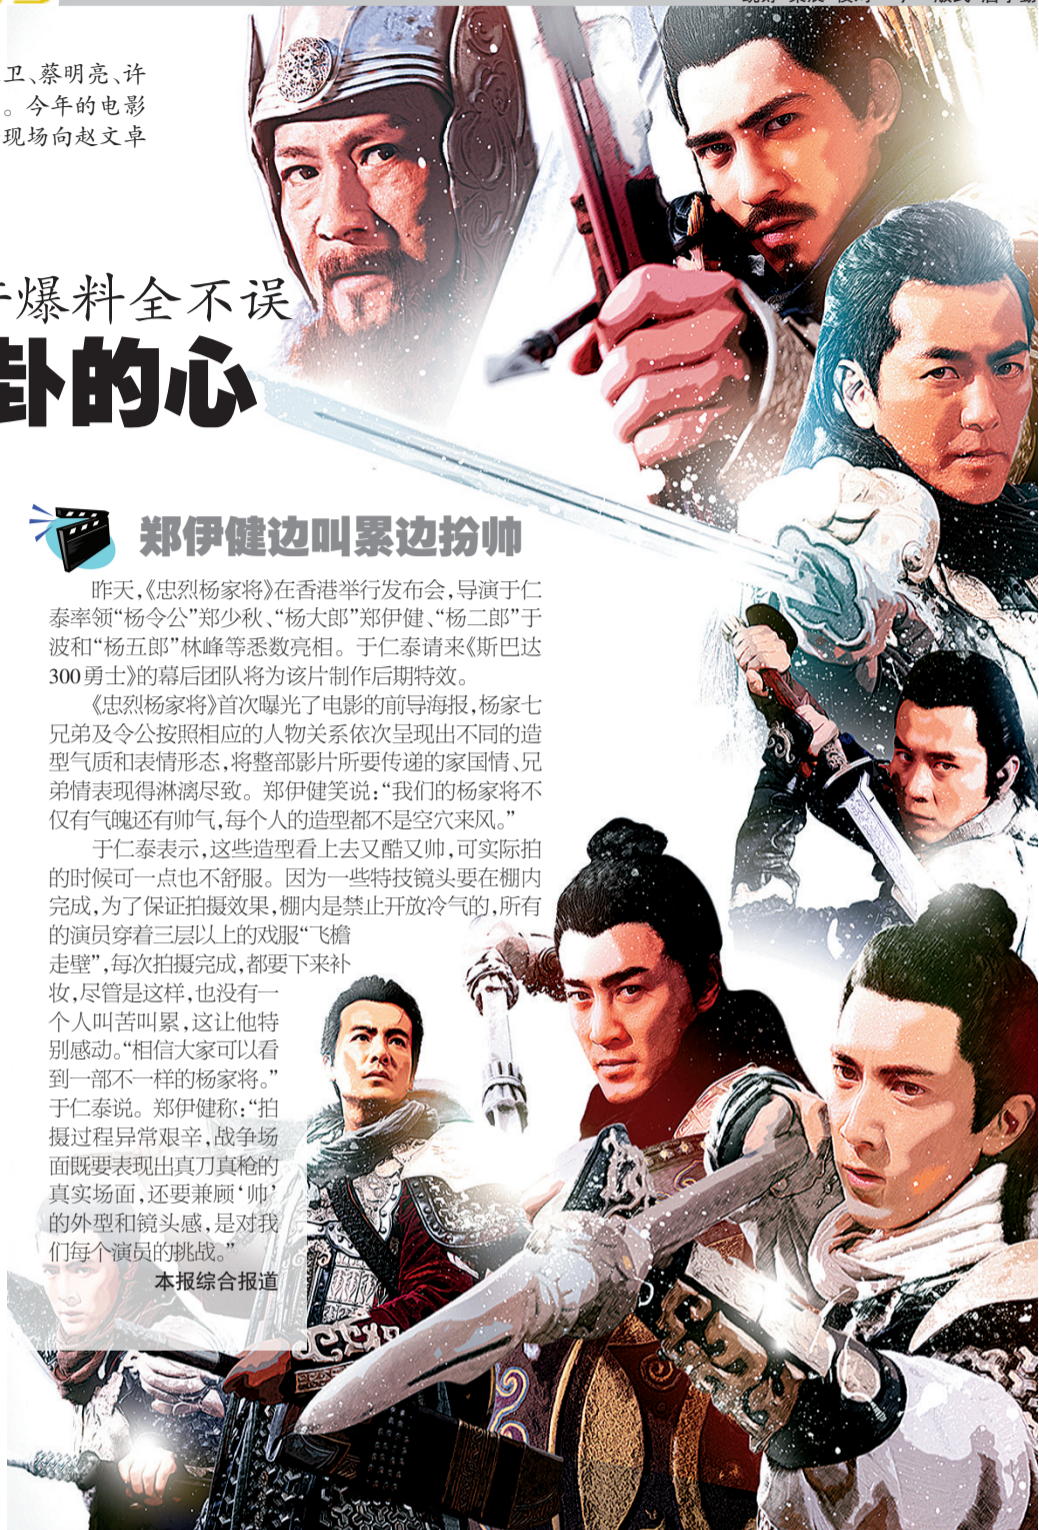 卫、蔡明亮、许
。今年的电影
现场向赵文卓
爆料全不误
卦的心
郑伊健边叫累边扮帅
昨天，《忠烈杨家将》在香港举行发布会，导演于仁
泰率领“杨令公”郑少秋、“杨大郎”郑伊健、“杨二郎”于
波和“杨五郎”林峰等悉数亮相。于仁泰请来《斯巴达
300勇士》的幕后团队将为该片制作后期特效。
《忠烈杨家将》首次曝光了电影的前导海报，杨家七
兄弟及令公按照相应的人物关系依次呈现出不同的造
型气质和表情形态，将整部影片所要传递的家国情、兄
弟情表现得淋漓尽致。郑伊健笑说：“我们的杨家将不
仅有气魄还有帅气，每个人的造型都不是空穴来风。”
于仁泰表示，这些造型看上去又酷又帅，可实际拍
的时候可一点也不舒服。因为一些特技镜头要在棚内
完成，为了保证拍摄效果，棚内是禁止开放冷气的，所有
的演员穿着三层以上的戏服“飞檐
走壁”，每次拍摄完成，都要下来补
妆，尽管是这样，也没有一
个人叫苦叫累，这让他特
别感动。“相信大家可以看
到一部不一样的杨家将。”
于仁泰说。郑伊健称：“拍
摄过程异常艰辛，战争场
面既要表现出真刀真枪的
真实场面，还要兼顾‘帅’
的外型和镜头感，是对我
们每个演员的挑战。”
本报综合报道